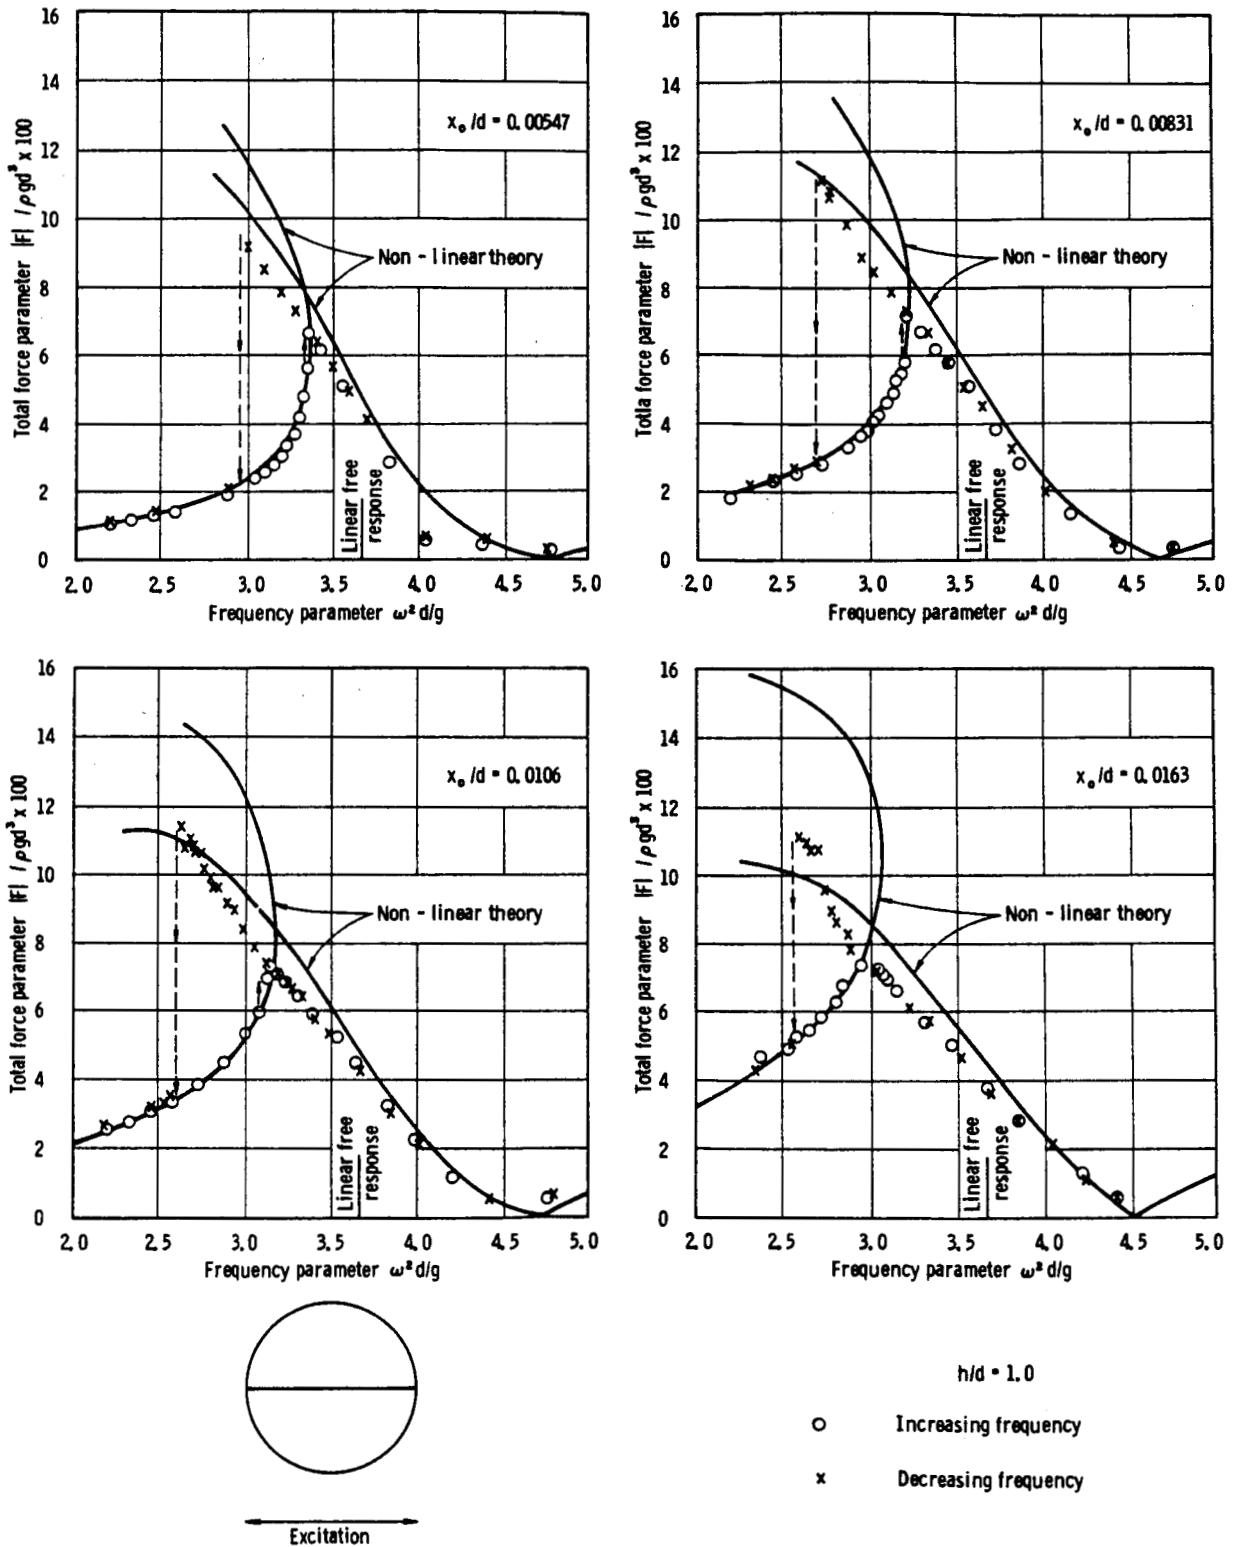 16
14
12
10
8
6
4
2
0
Total force parameter |F| / ρgd³ x 100
xₒ/d = 0.00547
Non - linear theory
Linear free
response
2.0 3.0 3.5 4.0 4.5 5.0
Frequency parameter ω² d/g
16
14
12
10
8
6
4
2
0
Totla force parameter |F| / ρgd³ x 100
xₒ/d = 0.00831
Non - linear theory
Linear free
response
2.0 2.5 3.0 3.5 4.0 4.5 5.0
Frequency parameter ω² d/g
16
14
12
10
8
6
4
2
0
Total force parameter |F| / ρgd³ x 100
xₒ/d = 0.0106
Non - linear theory
Linear free
response
2.0 2.5 3.0 3.5 4.0 4.5 5.0
Frequency parameter ω² d/g
16
14
12
10
8
6
4
2
0
Total force parameter |F| / ρgd³ x 100
xₒ/d = 0.0163
Non - linear theory
Linear free
response
2.0 2.5 3.0 3.5 4.0 4.5 5.0
Frequency parameter ω² d/g
Excitation
h/d = 1.0
Increasing frequency
Decreasing frequency